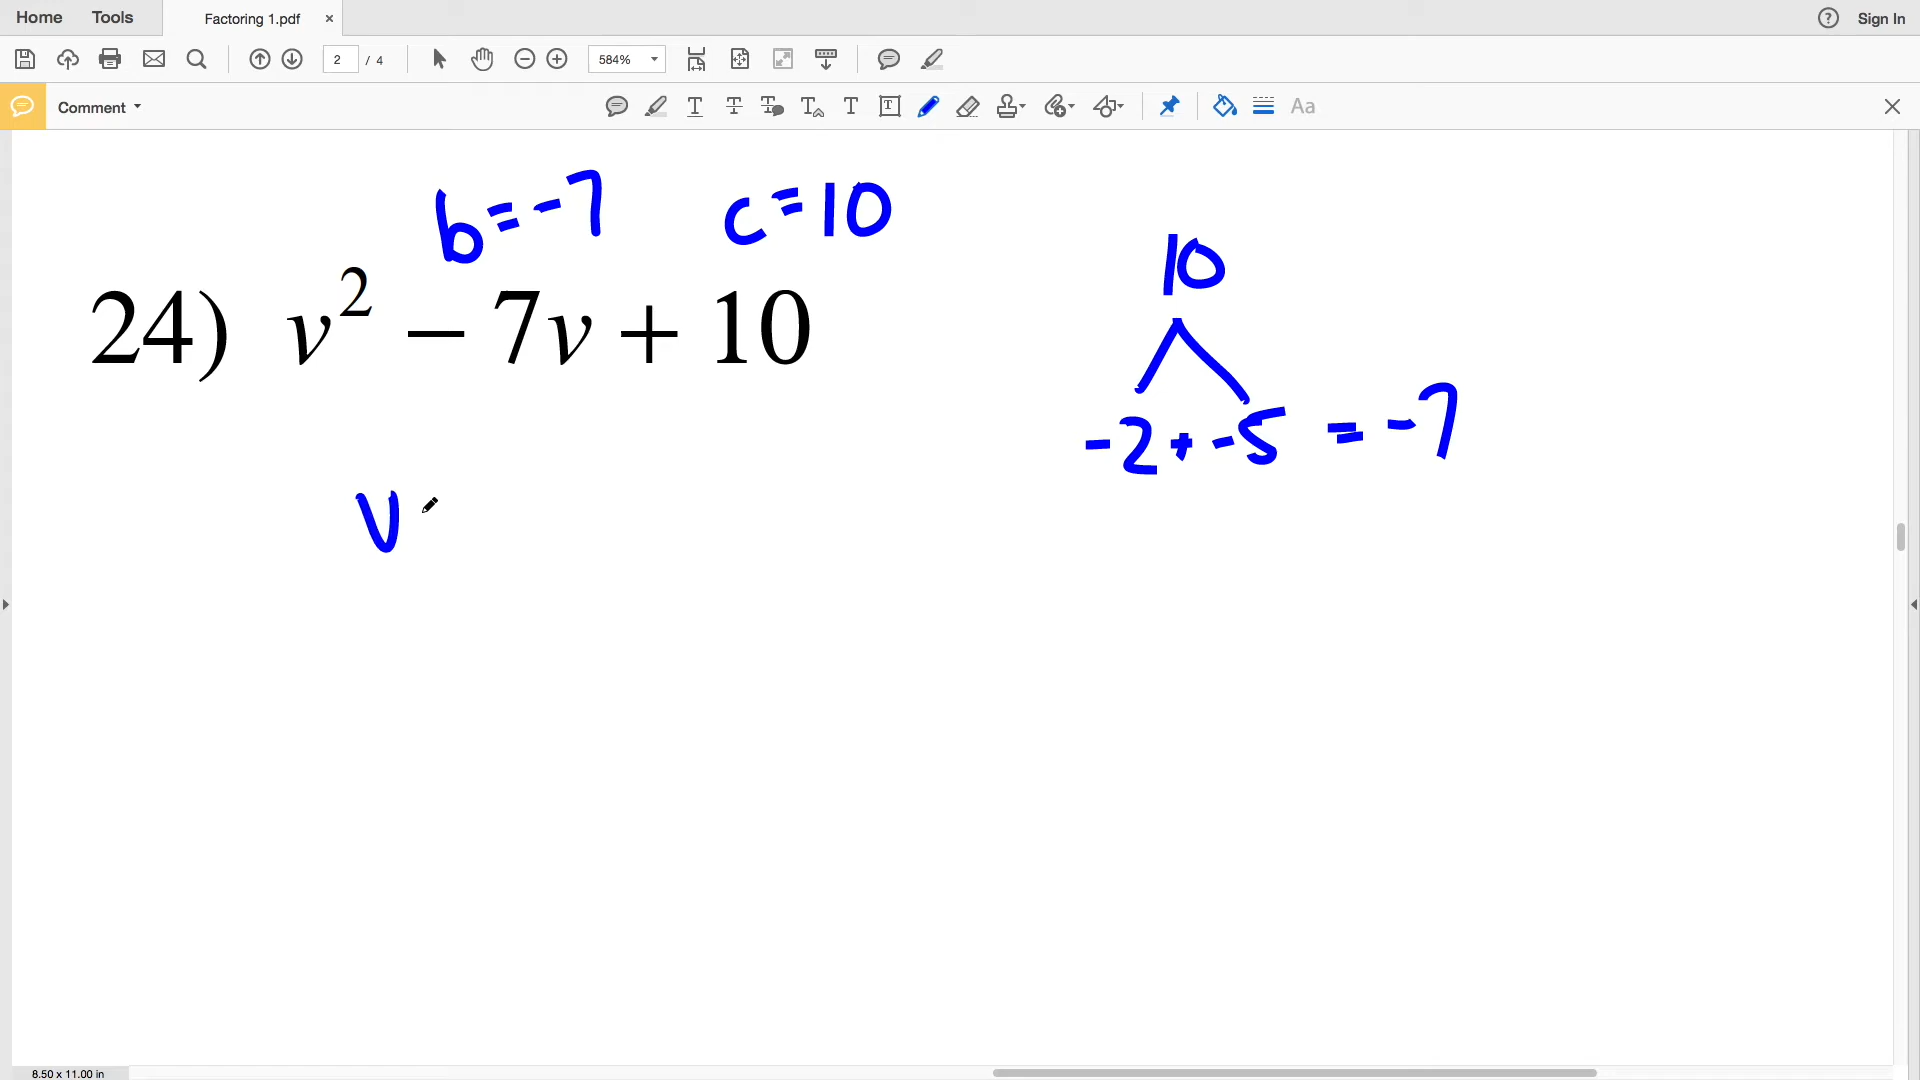 Home Tools Factoring 1.pdf × ? Sign In
2 / 4 584%
Comment T T T T T T Aa
b=-7 c=10
10
24) v² − 7v + 10
-2 + -5 = -7
v
8.50 x 11.00 in